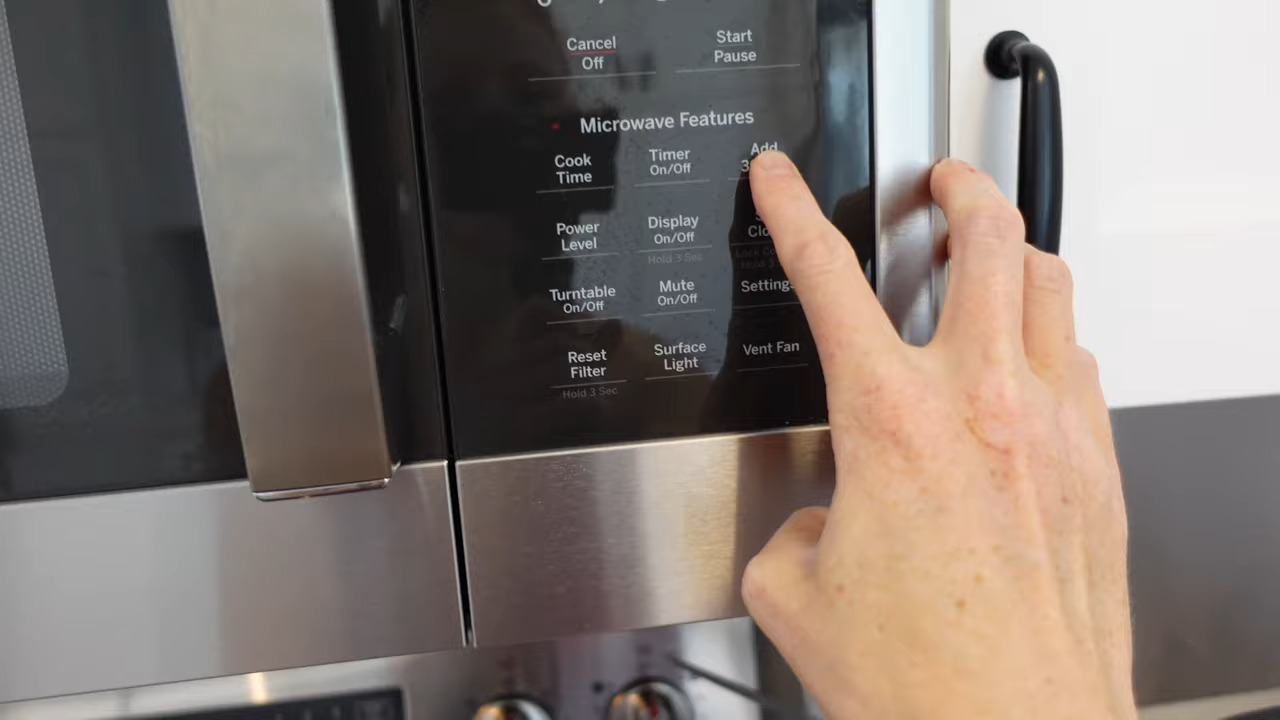 Cancel
Off
Start
Pause
Microwave Features
Cook
Time
Timer
On/Off
Add
Power
Level
Display
On/Off
Hold 3 Sec
Turntable
On/Off
Mute
On/Off
Settings
Reset
Filter
Hold 3 Sec
Surface
Light
Vent Fan